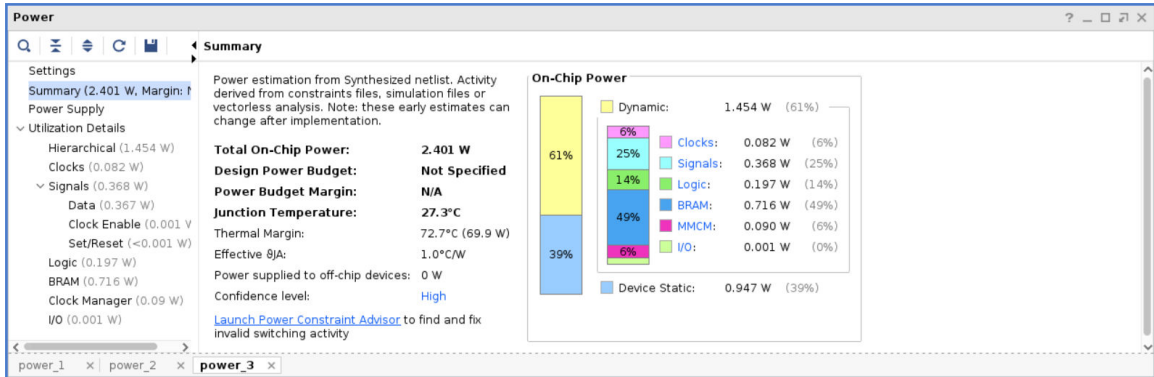 Power
? _ □ ↗ ×
Summary
Settings
Summary (2.401 W, Margin: N
Power Supply
Utilization Details
Hierarchical (1.454 W)
Clocks (0.082 W)
Signals (0.368 W)
Data (0.367 W)
Clock Enable (0.001 W
Set/Reset (<0.001 W)
Logic (0.197 W)
BRAM (0.716 W)
Clock Manager (0.09 W)
I/O (0.001 W)
Power estimation from Synthesized netlist. Activity
derived from constraints files, simulation files or
vectorless analysis. Note: these early estimates can
change after implementation.
Total On-Chip Power: 2.401 W
Design Power Budget: Not Specified
Power Budget Margin: N/A
Junction Temperature: 27.3°C
Thermal Margin: 72.7°C (69.9 W)
Effective ϑJA: 1.0°C/W
Power supplied to off-chip devices: 0 W
Confidence level: High
Launch Power Constraint Advisor to find and fix
invalid switching activity
On-Chip Power
61%
39%
Dynamic: 1.454 W (61%)
6%
25%
14%
49%
6%
Clocks: 0.082 W (6%)
Signals: 0.368 W (25%)
Logic: 0.197 W (14%)
BRAM: 0.716 W (49%)
MMCM: 0.090 W (6%)
I/O: 0.001 W (0%)
Device Static: 0.947 W (39%)
power_1 × power_2 × power_3 ×